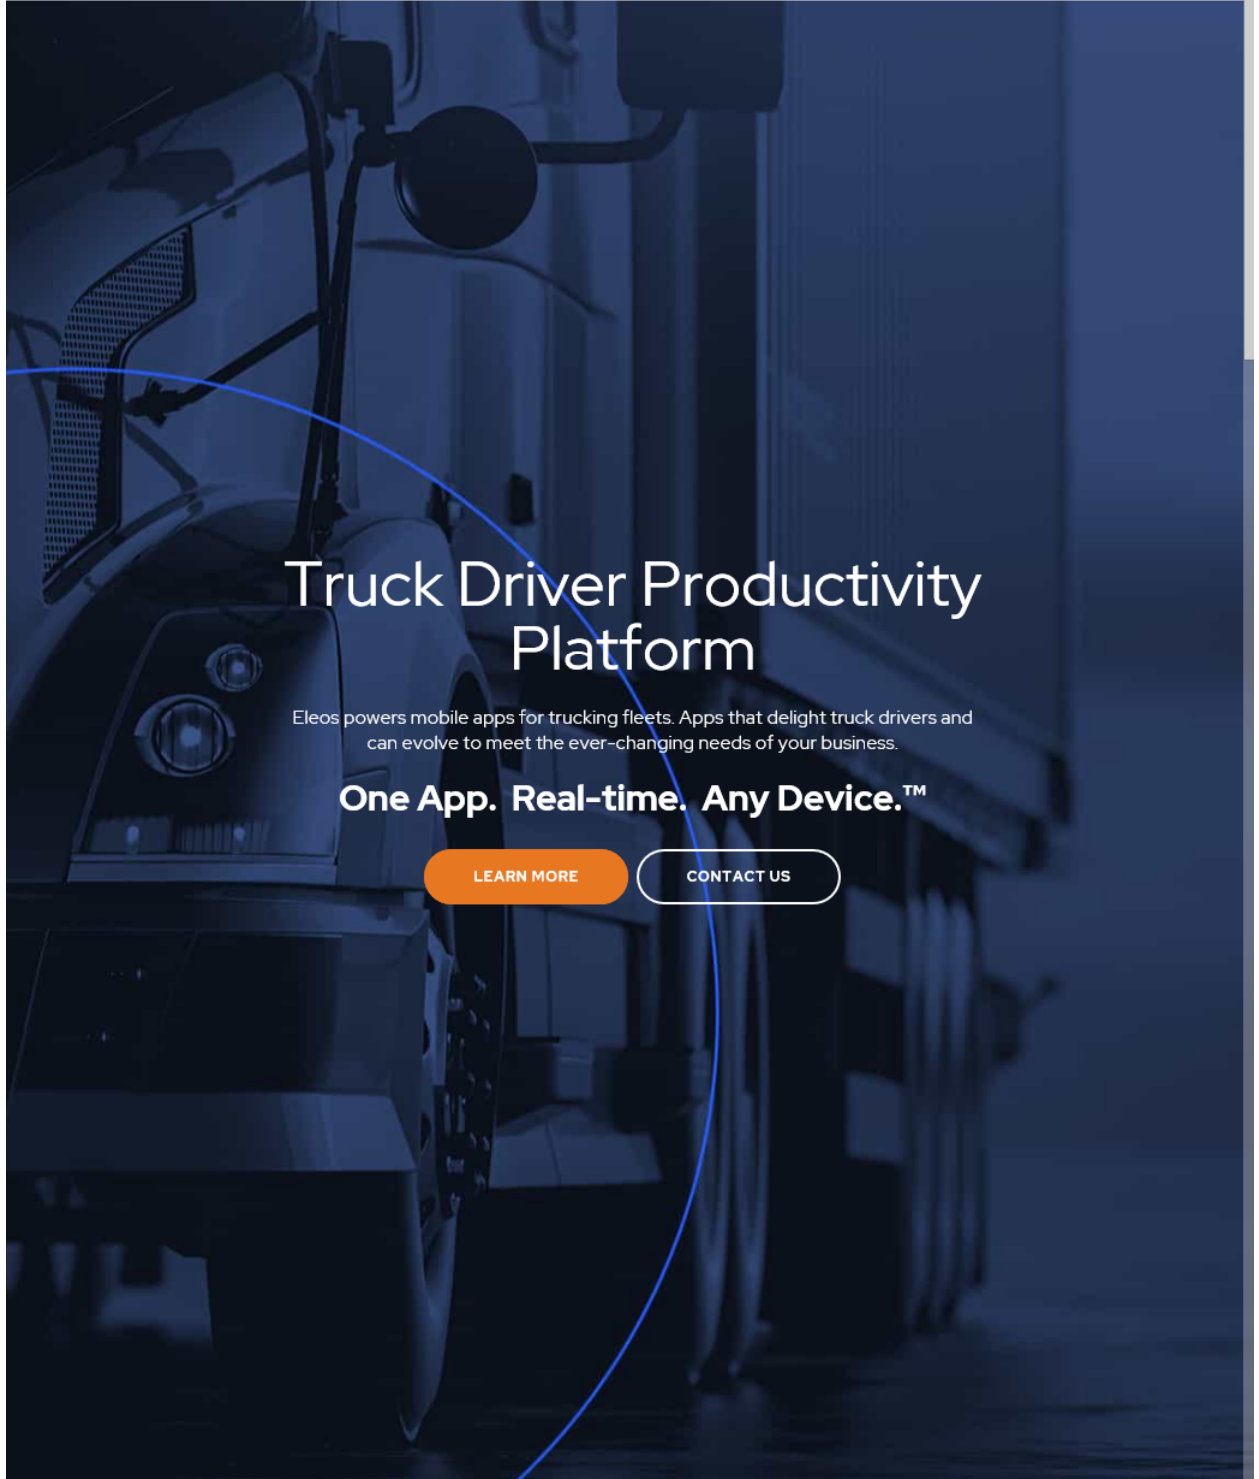 Truck Driver Productivity
Platform
Eleos powers mobile apps for trucking fleets. Apps that delight truck drivers and
can evolve to meet the ever-changing needs of your business.
One App. Real-time. Any Device.™
LEARN MORE
CONTACT US